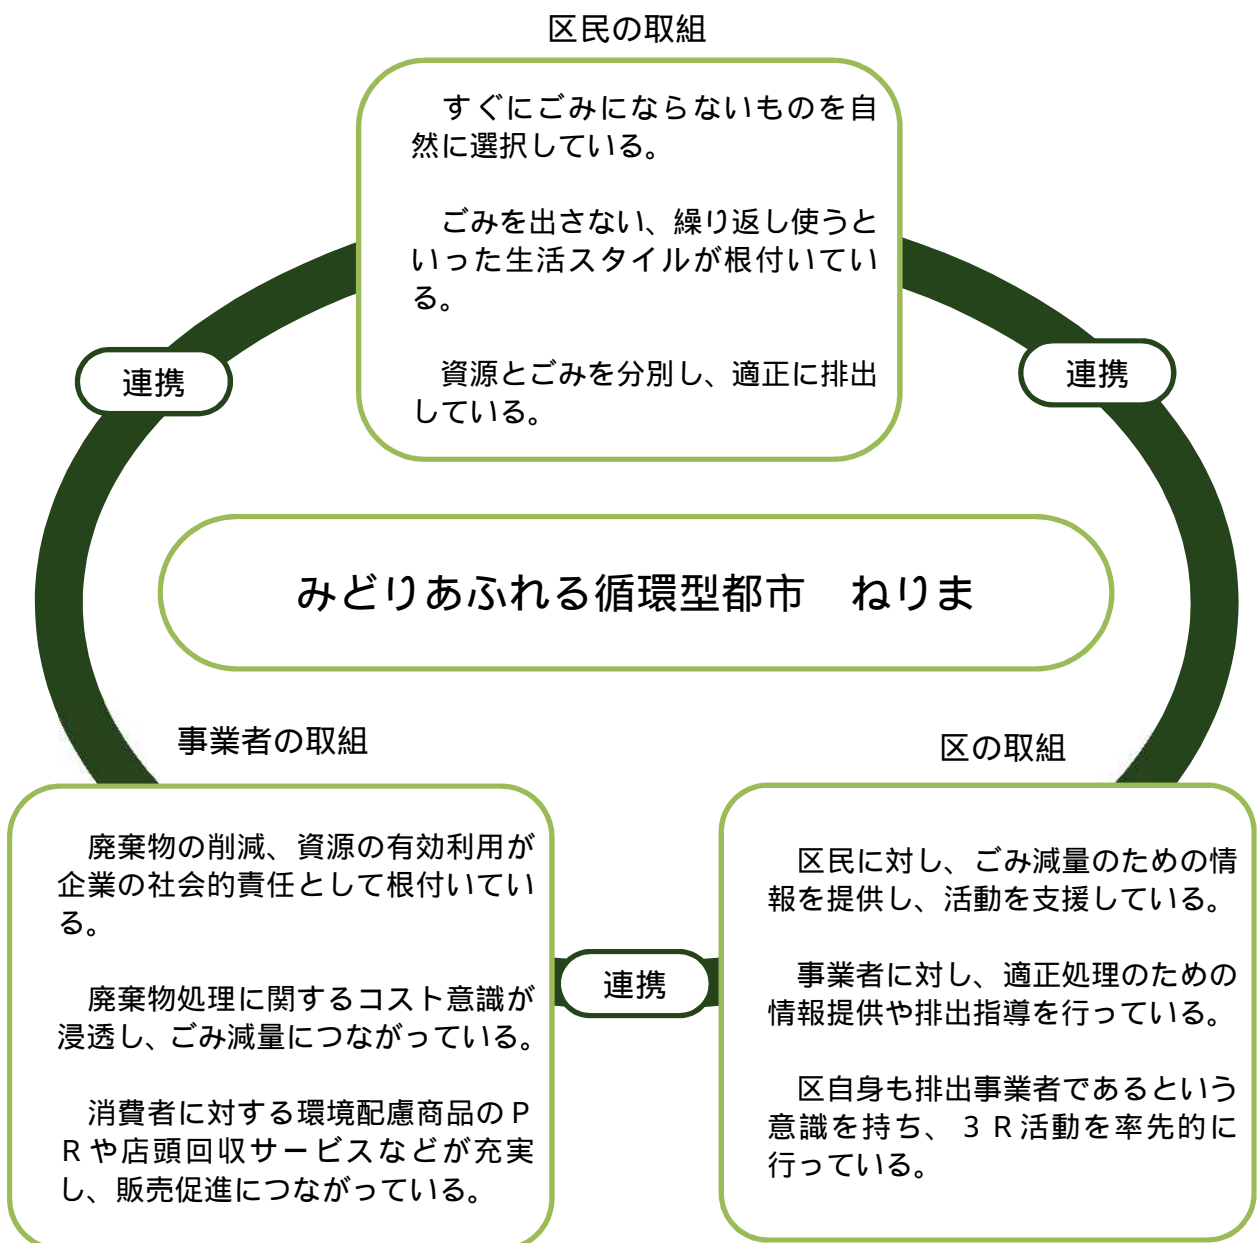 区民の取組
すぐにごみにならないものを自
然に選択している。
ごみを出さない、繰り返し使うと
いった生活スタイルが根付いてい
る。
資源とごみを分別し、適正に排出
している。
連携
連携
みどりあふれる循環型都市　ねりま
事業者の取組
廃棄物の削減、資源の有効利用が
企業の社会的責任として根付いてい
る。
廃棄物処理に関するコスト意識が
浸透し、ごみ減量につながっている。
消費者に対する環境配慮商品のＰ
Ｒや店頭回収サービスなどが充実
し、販売促進につながっている。
連携
区の取組
区民に対し、ごみ減量のための情
報を提供し、活動を支援している。
事業者に対し、適正処理のための
情報提供や排出指導を行っている。
区自身も排出事業者であるという
意識を持ち、３Ｒ活動を率先的に
行っている。